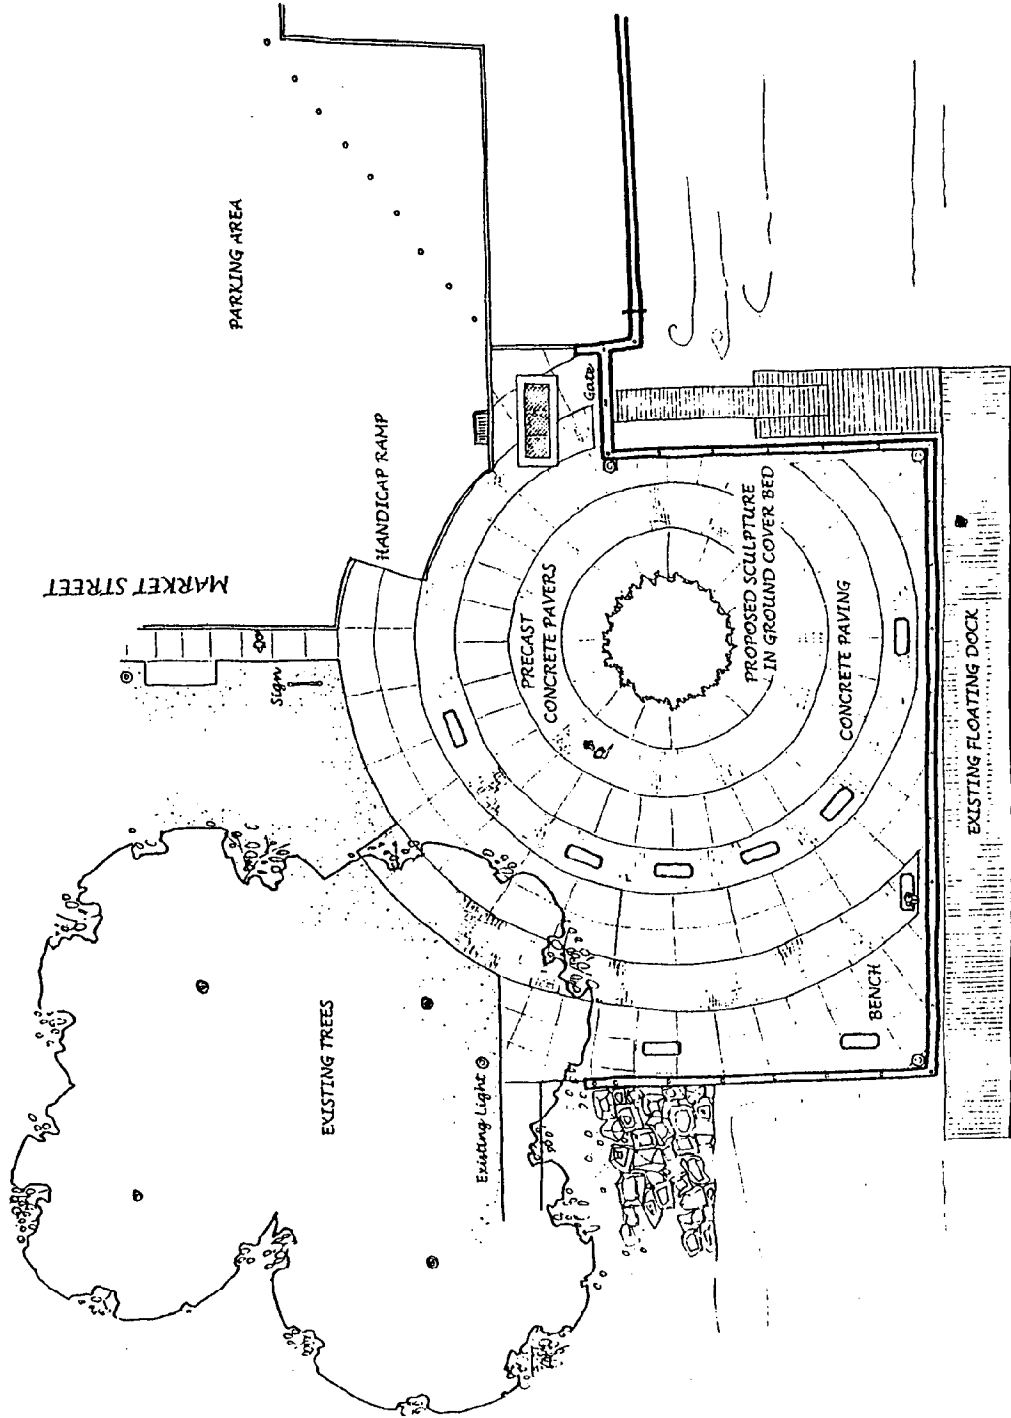 MARKET STREET
PARKING AREA
HANDICAP RAMP
Gate
Sign
PRECAST
CONCRETE PAVERS
PROPOSED SCULPTURE
IN GROUND COVER BED
CONCRETE PAVING
EXISTING TREES
Existing Light
BENCH
EXISTING FLOATING DOCK